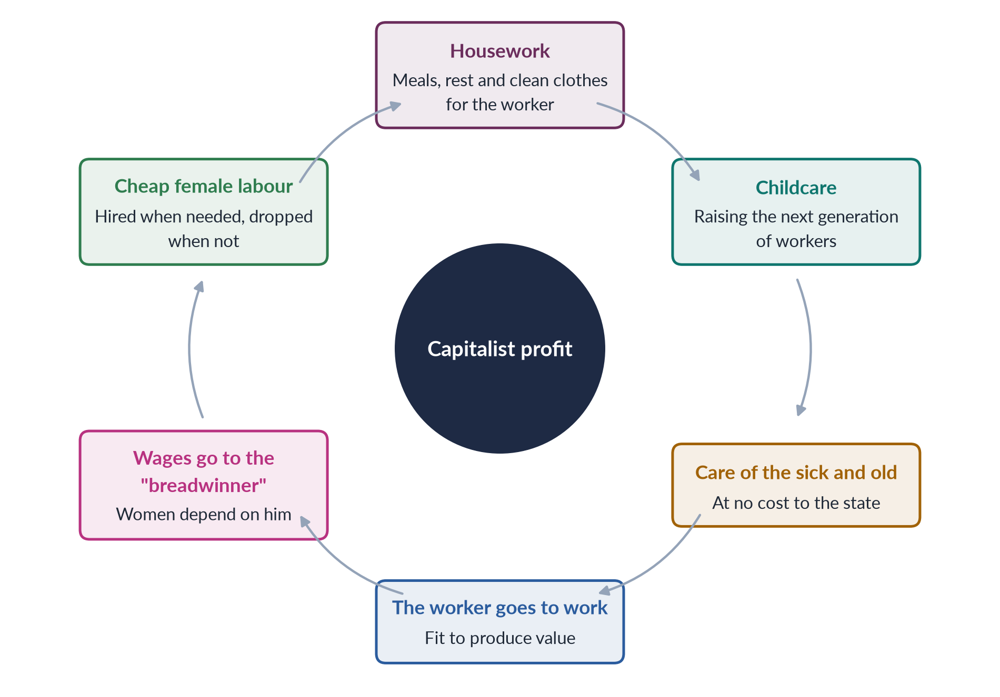 Housework
Meals, rest and clean clothes
for the worker
Cheap female labour
Hired when needed, dropped
when not
Childcare
Raising the next generation
of workers
Capitalist profit
Wages go to the
"breadwinner"
Women depend on him
Care of the sick and old
At no cost to the state
The worker goes to work
Fit to produce value